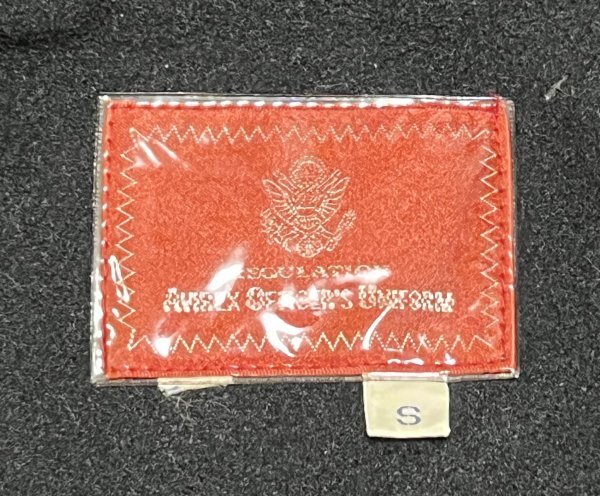 REGULATION
AVIREX OFFICER'S UNIFORM
S